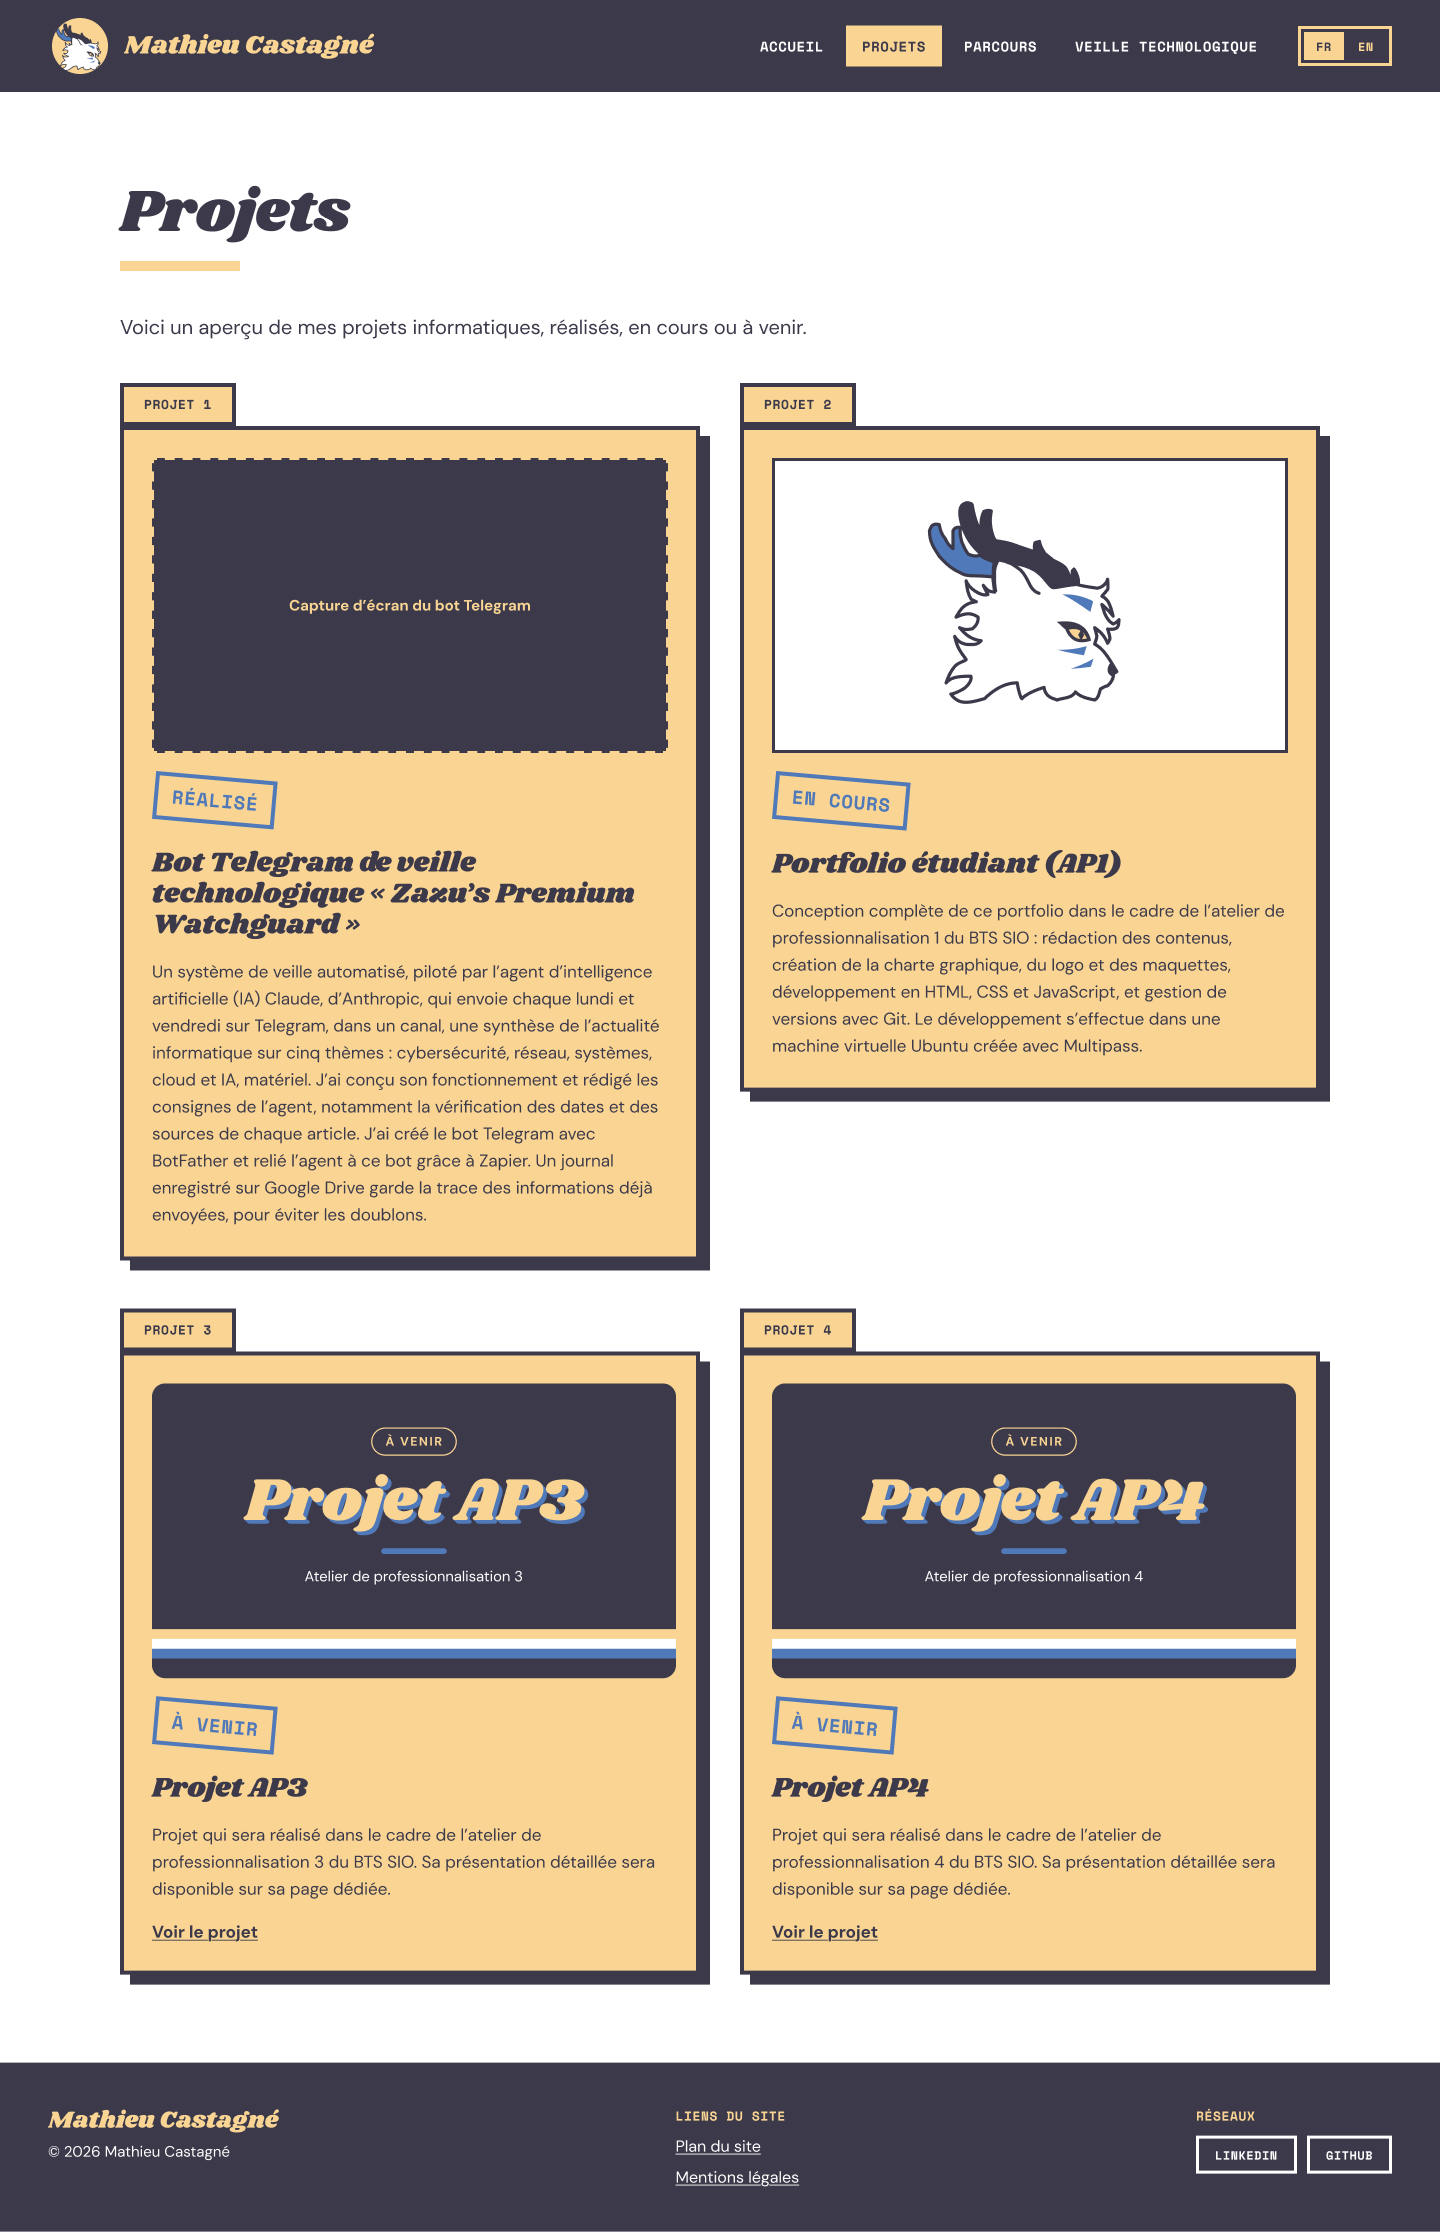 Mathieu Castagné
ACCUEIL
PROJETS
PARCOURS
VEILLE TECHNOLOGIQUE
FR
EN
Projets
Voici un aperçu de mes projets informatiques, réalisés, en cours ou à venir.
PROJET 1
Capture d’écran du bot Telegram
RÉALISÉ
Bot Telegram de veille
technologique « Zazu’s Premium
Watchguard »
Un système de veille automatisé, piloté par l’agent d’intelligence
artificielle (IA) Claude, d’Anthropic, qui envoie chaque lundi et
vendredi sur Telegram, dans un canal, une synthèse de l’actualité
informatique sur cinq thèmes : cybersécurité, réseau, systèmes,
cloud et IA, matériel. J’ai conçu son fonctionnement et rédigé les
consignes de l’agent, notamment la vérification des dates et des
sources de chaque article. J’ai créé le bot Telegram avec
BotFather et relié l’agent à ce bot grâce à Zapier. Un journal
enregistré sur Google Drive garde la trace des informations déjà
envoyées, pour éviter les doublons.
PROJET 2
EN COURS
Portfolio étudiant (AP1)
Conception complète de ce portfolio dans le cadre de l’atelier de
professionnalisation 1 du BTS SIO : rédaction des contenus,
création de la charte graphique, du logo et des maquettes,
développement en HTML, CSS et JavaScript, et gestion de
versions avec Git. Le développement s’effectue dans une
machine virtuelle Ubuntu créée avec Multipass.
PROJET 3
À VENIR
Projet AP3
Atelier de professionnalisation 3
À VENIR
Projet AP3
Projet qui sera réalisé dans le cadre de l’atelier de
professionnalisation 3 du BTS SIO. Sa présentation détaillée sera
disponible sur sa page dédiée.
Voir le projet
PROJET 4
À VENIR
Projet AP4
Atelier de professionnalisation 4
À VENIR
Projet AP4
Projet qui sera réalisé dans le cadre de l’atelier de
professionnalisation 4 du BTS SIO. Sa présentation détaillée sera
disponible sur sa page dédiée.
Voir le projet
Mathieu Castagné
© 2026 Mathieu Castagné
LIENS DU SITE
Plan du site
Mentions légales
RÉSEAUX
LINKEDIN
GITHUB